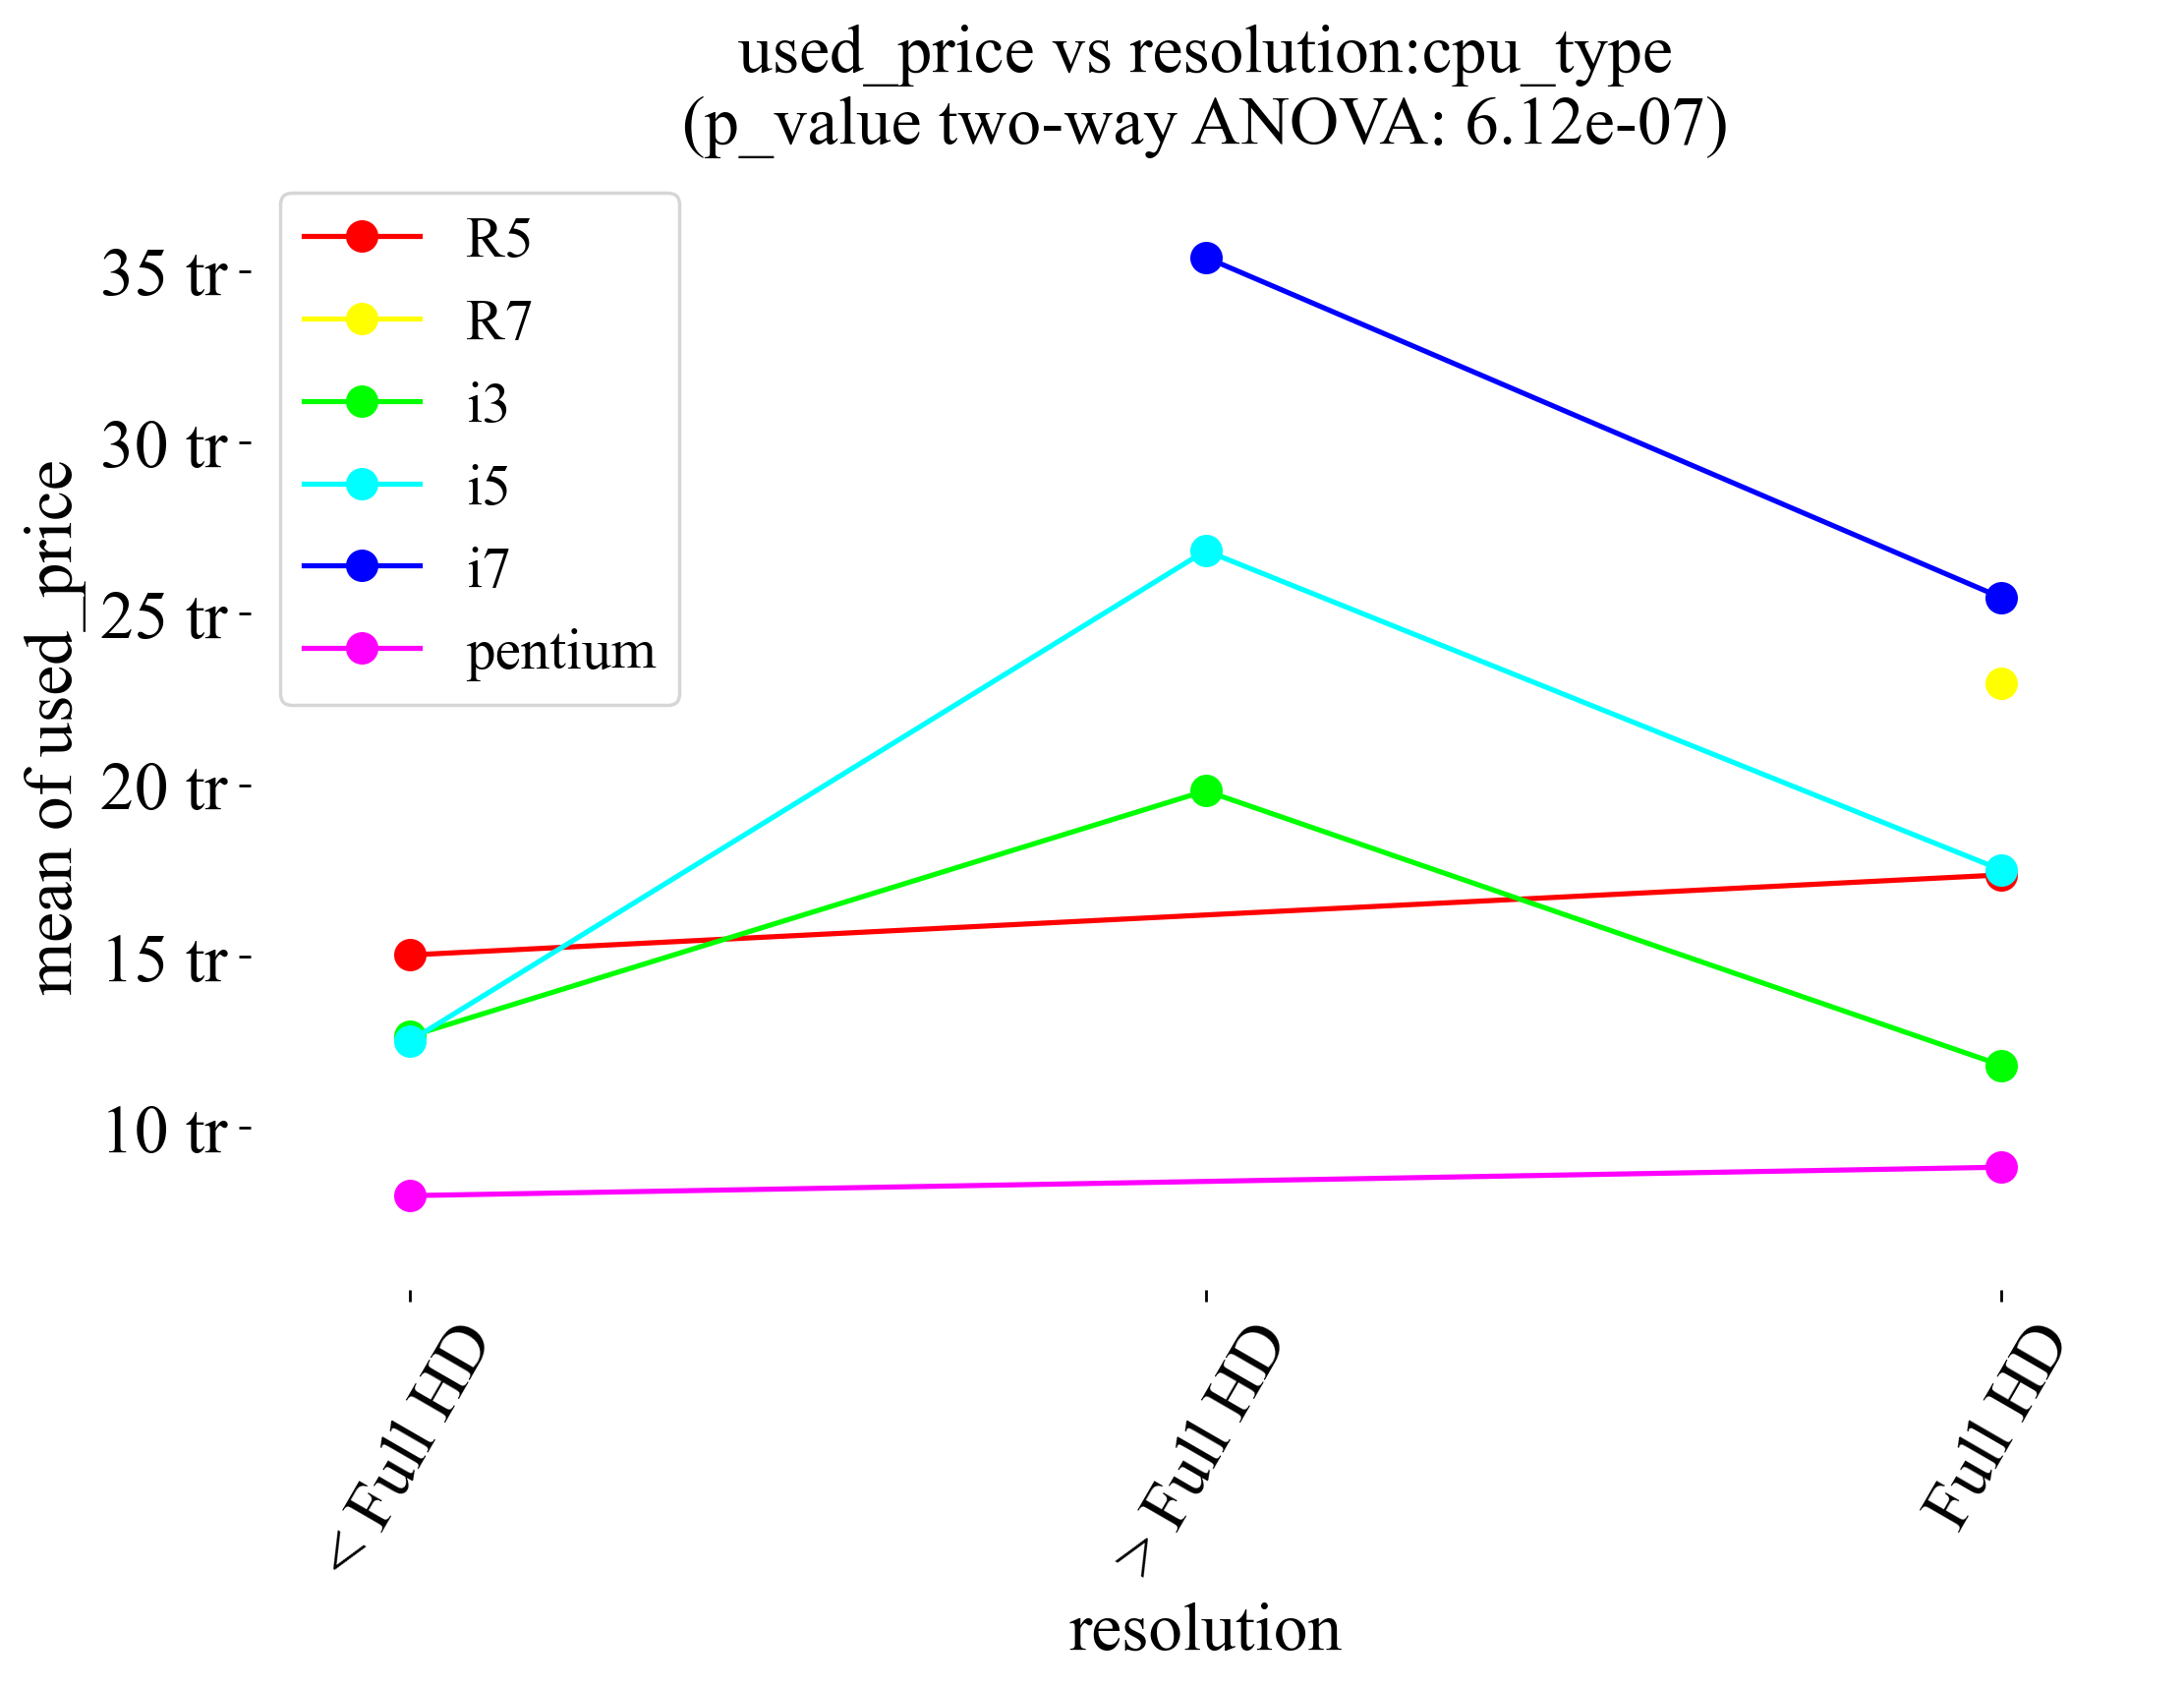 used_price vs resolution:cpu_type
(p_value two-way ANOVA: 6.12e-07)
R5
R7
i3
i5
i7
pentium
mean of used_price
35 tr
30 tr
25 tr
20 tr
15 tr
10 tr
< Full HD
> Full HD
Full HD
resolution